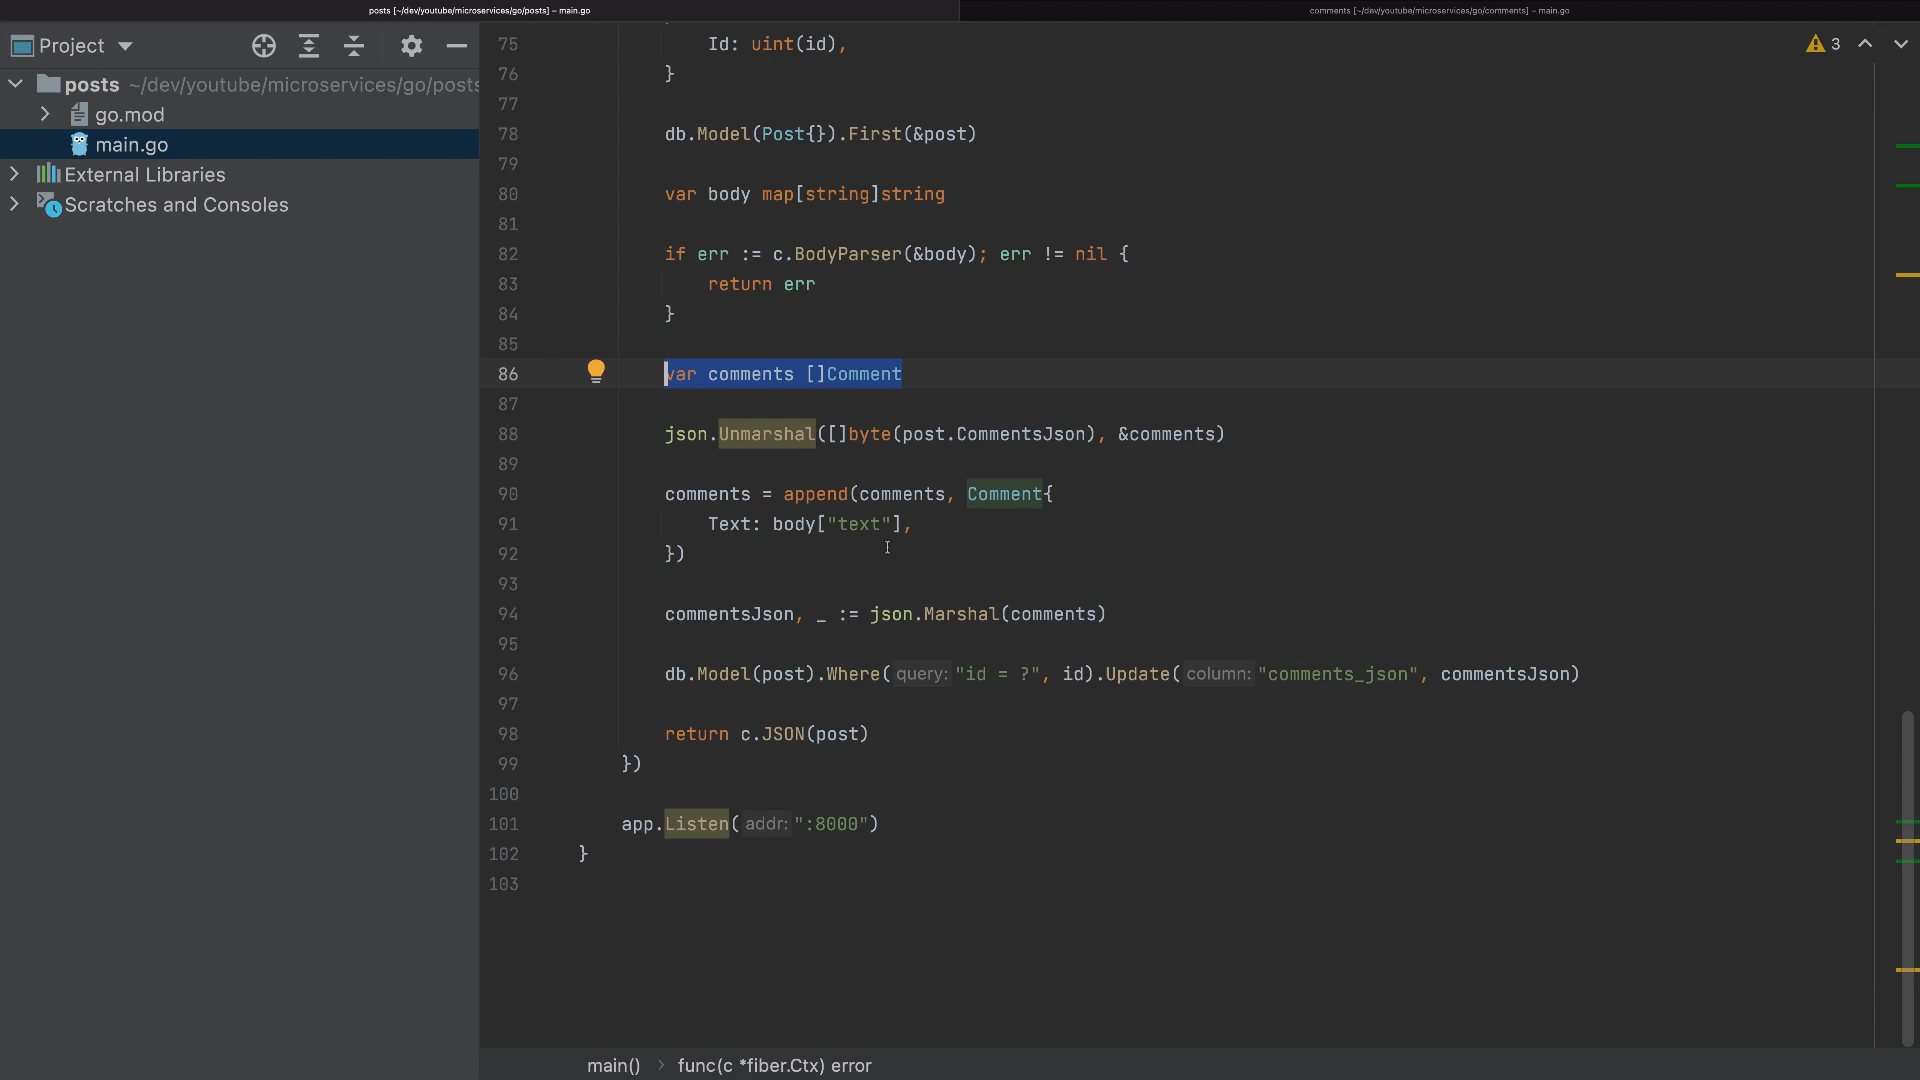 posts [~/dev/youtube/microservices/go/posts] – main.go
comments [~/dev/youtube/microservices/go/comments] – main.go
Project
3
posts ~/dev/youtube/microservices/go/posts
go.mod
main.go
External Libraries
Scratches and Consoles
75 Id: uint(id),
76 }
77
78 db.Model(Post{}).First(&post)
79
80 var body map[string]string
81
82 if err := c.BodyParser(&body); err != nil {
83 return err
84 }
85
86 var comments []Comment
87
88 json.Unmarshal([]byte(post.CommentsJson), &comments)
89
90 comments = append(comments, Comment{
91 Text: body["text"],
92 })
93
94 commentsJson, _ := json.Marshal(comments)
95
96 db.Model(post).Where( query: "id = ?", id).Update( column: "comments_json", commentsJson)
97
98 return c.JSON(post)
99 })
100
101 app.Listen( addr: ":8000")
102 }
103
main() > func(c *fiber.Ctx) error